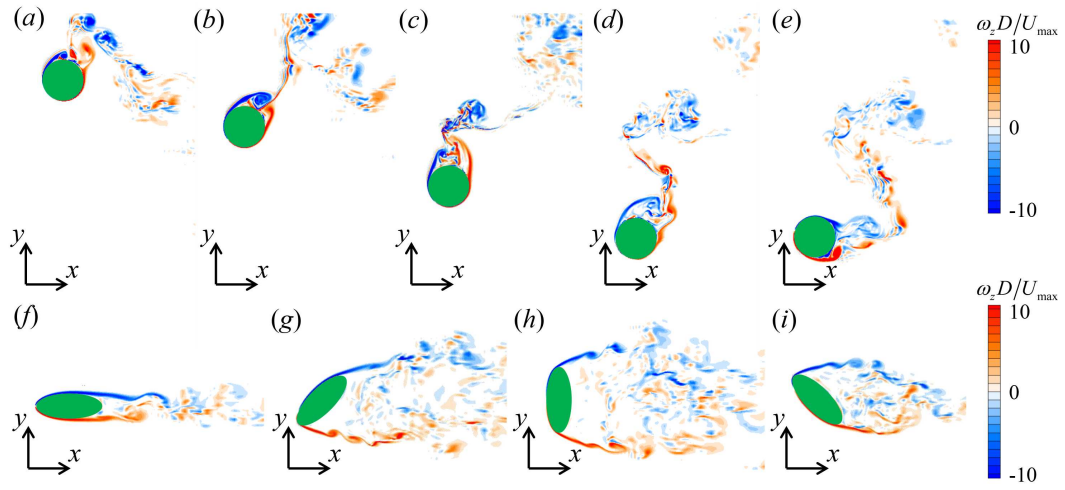 (a)
(b)
(c)
(d)
(e)
ω_z D/U_max
10
0
-10
y
x
y
x
y
x
y
x
y
x
(f)
(g)
(h)
(i)
ω_z D/U_max
10
0
-10
y
x
y
x
y
x
y
x